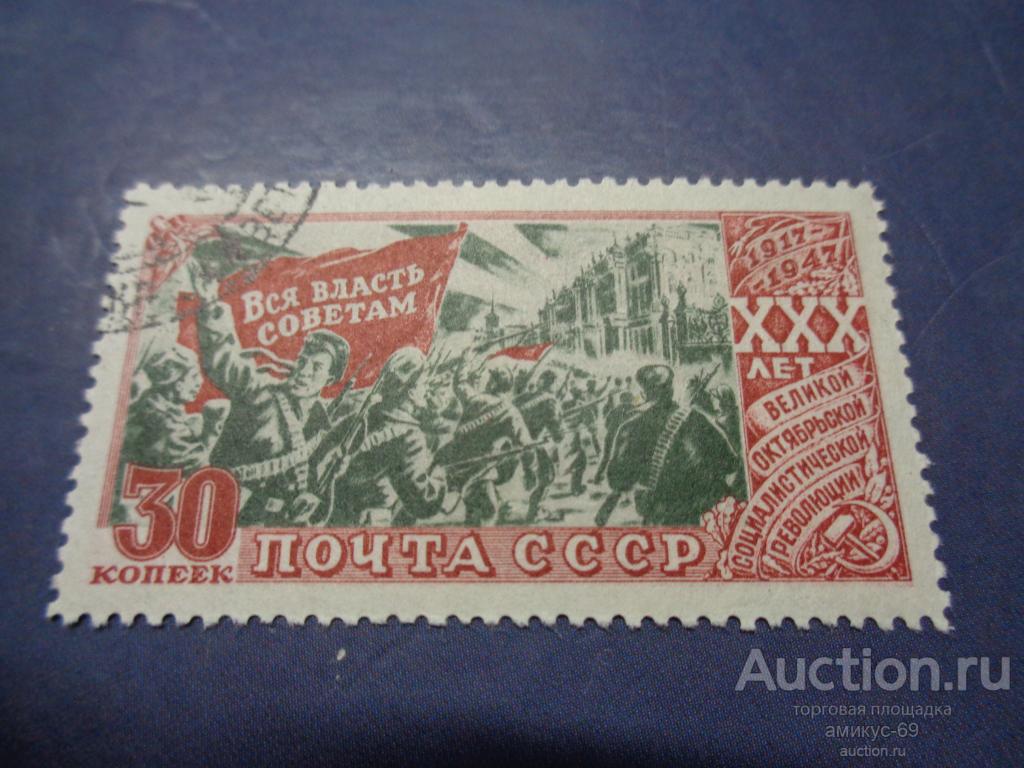 Вся власть
Советам
1917
1947
XXX
ЛЕТ
ВЕЛИКОЙ
ОКТЯБРЬСКОЙ
СОЦИАЛИСТИЧЕСКОЙ
РЕВОЛЮЦИИ
30
КОПЕЕК
ПОЧТА СССР
Auction.ru
торговая площадка
амикус-69
auction.ru